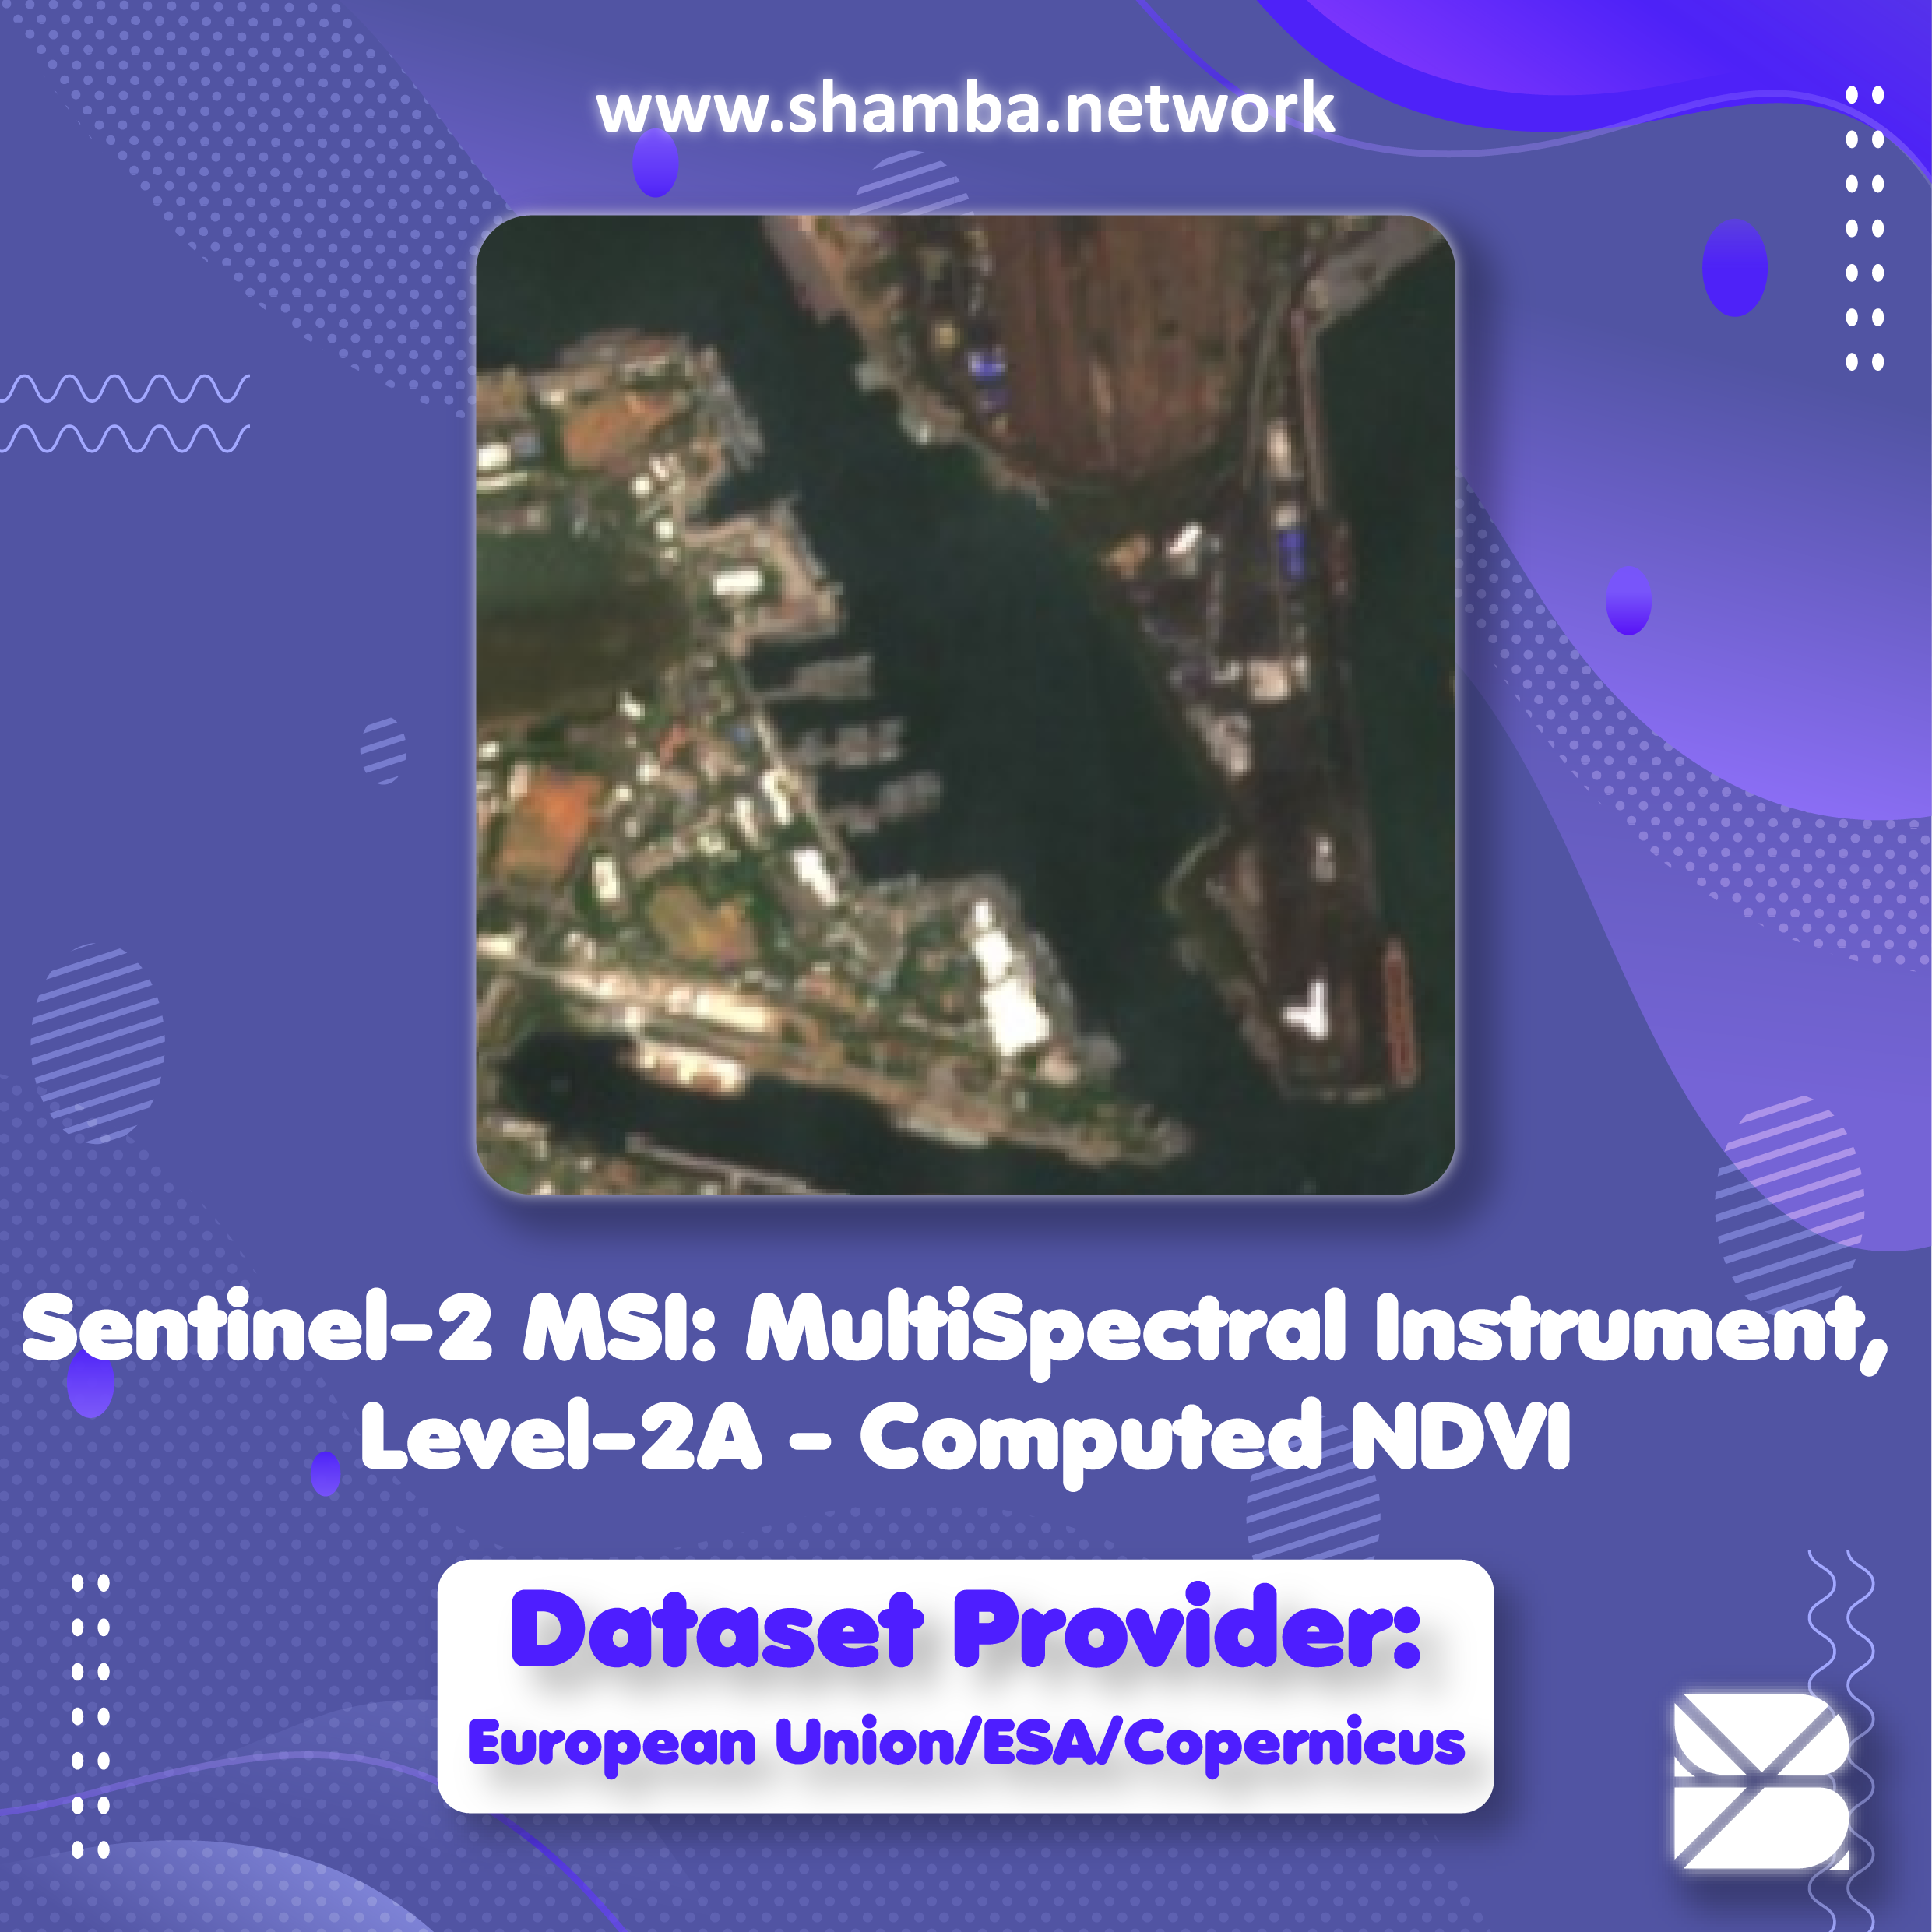 www.shamba.network
Sentinel-2 MSI: MultiSpectral Instrument,
Level-2A - Computed NDVI
Dataset Provider:
European Union/ESA/Copernicus